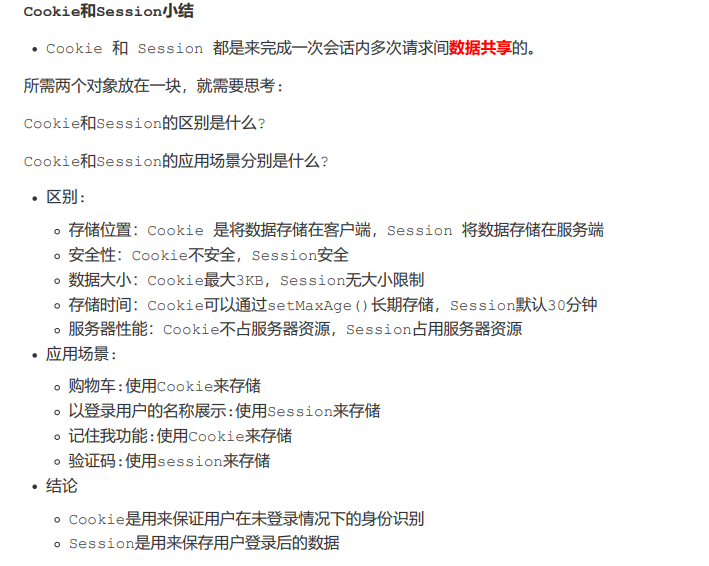 Cookie和Session小结
• Cookie 和 Session 都是来完成一次会话内多次请求间数据共享的。
所需两个对象放在一块，就需要思考：
Cookie和Session的区别是什么?
Cookie和Session的应用场景分别是什么?
• 区别:
◦ 存储位置：Cookie 是将数据存储在客户端，Session 将数据存储在服务端
◦ 安全性：Cookie不安全，Session安全
◦ 数据大小：Cookie最大3KB，Session无大小限制
◦ 存储时间：Cookie可以通过setMaxAge()长期存储，Session默认30分钟
◦ 服务器性能：Cookie不占服务器资源，Session占用服务器资源
• 应用场景:
◦ 购物车:使用Cookie来存储
◦ 以登录用户的名称展示:使用Session来存储
◦ 记住我功能:使用Cookie来存储
◦ 验证码:使用session来存储
• 结论
◦ Cookie是用来保证用户在未登录情况下的身份识别
◦ Session是用来保存用户登录后的数据